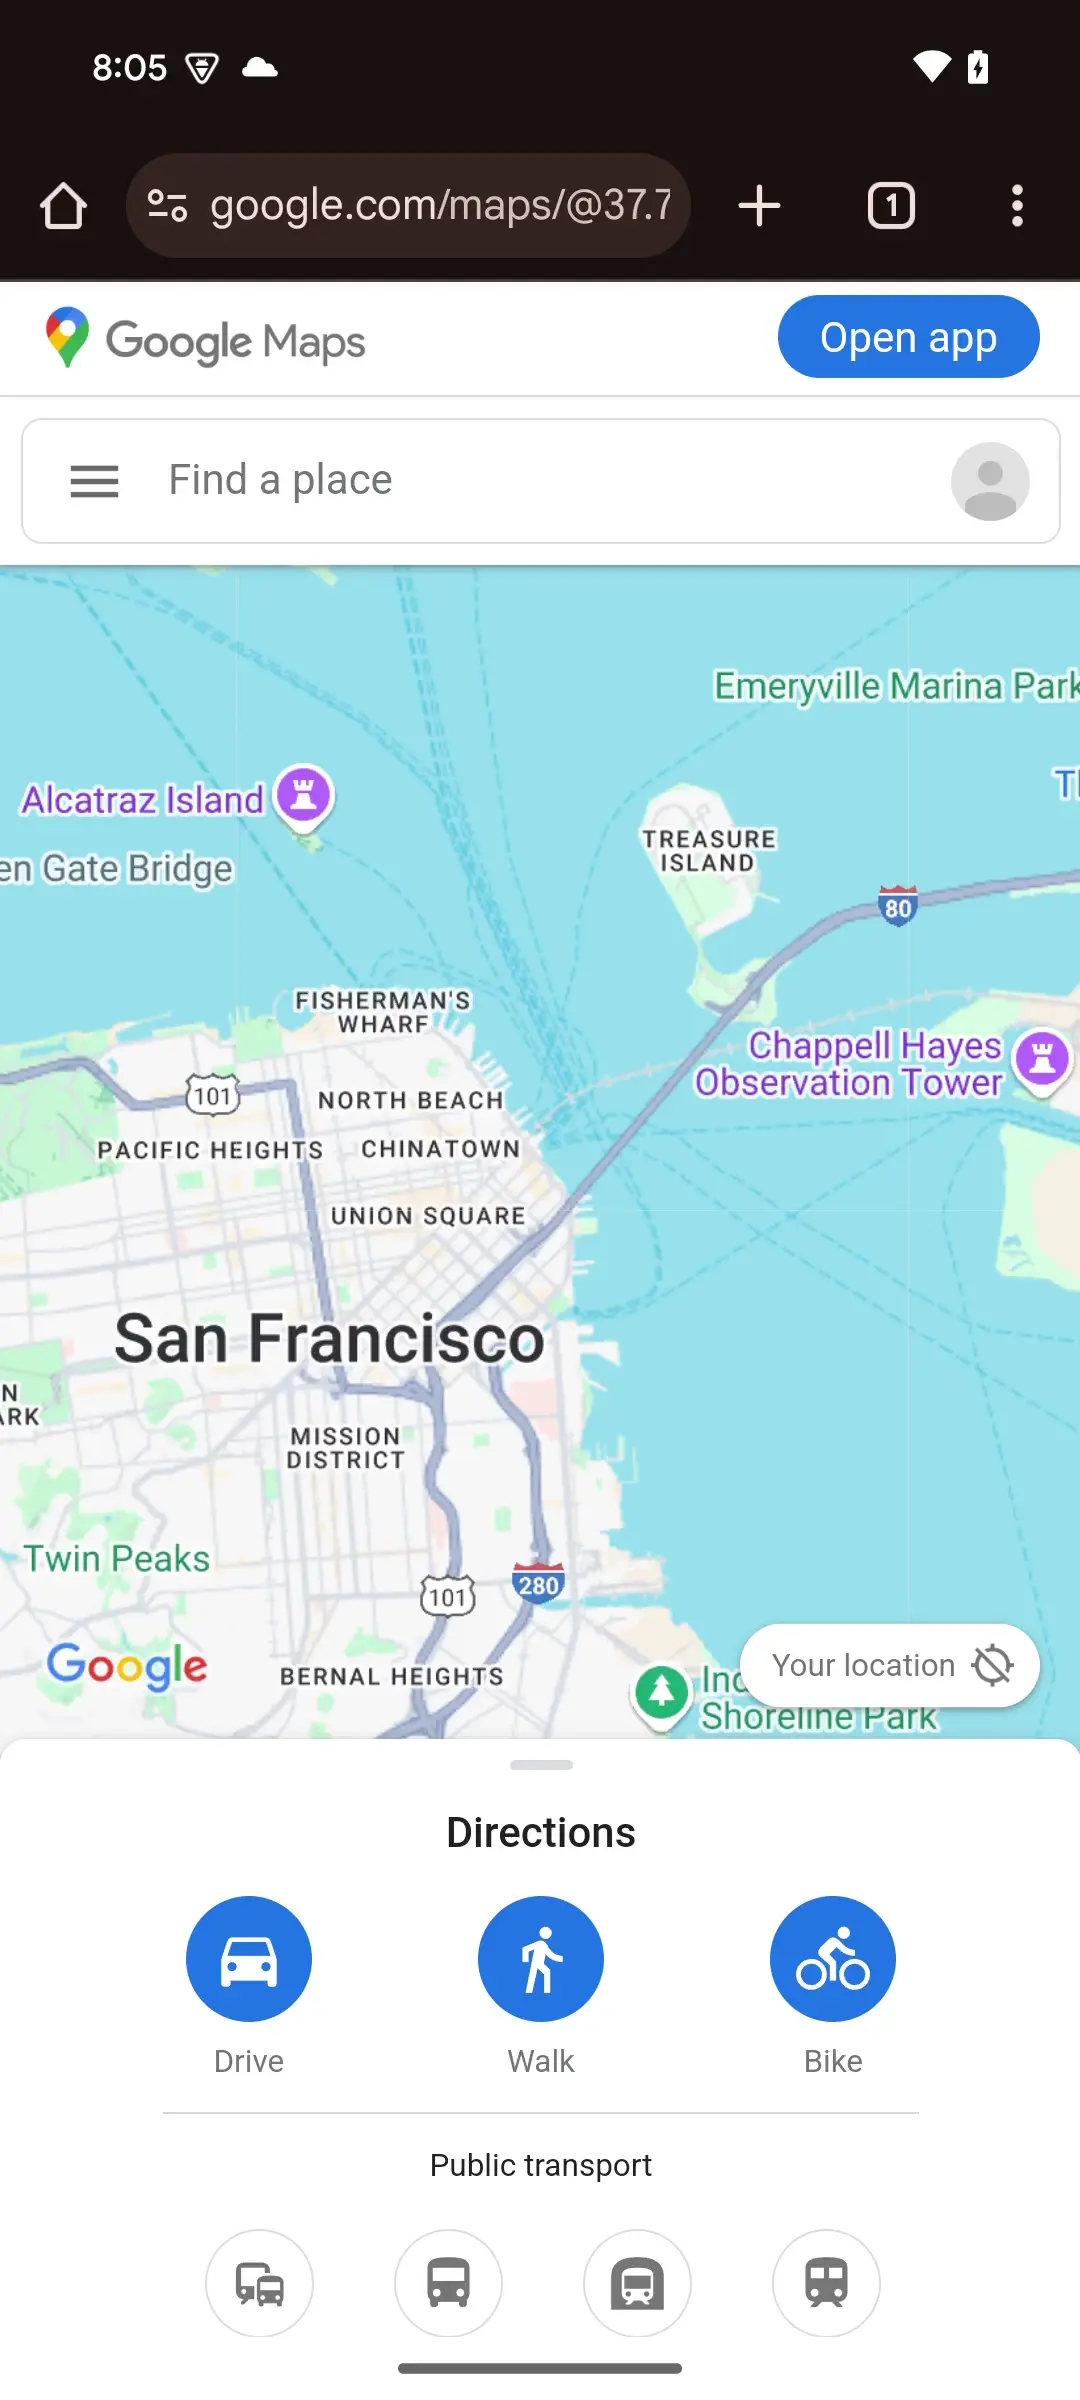 8:05
google.com/maps/@37.7
1
Google Maps
Open app
Find a place
Emeryville Marina Park
Alcatraz Island
en Gate Bridge
TREASURE
ISLAND
80
FISHERMAN'S
WHARF
Chappell Hayes
Observation Tower
101
NORTH BEACH
PACIFIC HEIGHTS
CHINATOWN
UNION SQUARE
San Francisco
N
ARK
MISSION
DISTRICT
Twin Peaks
101
280
Google
BERNAL HEIGHTS
Your location
Shoreline Park
Directions
Drive
Walk
Bike
Public transport